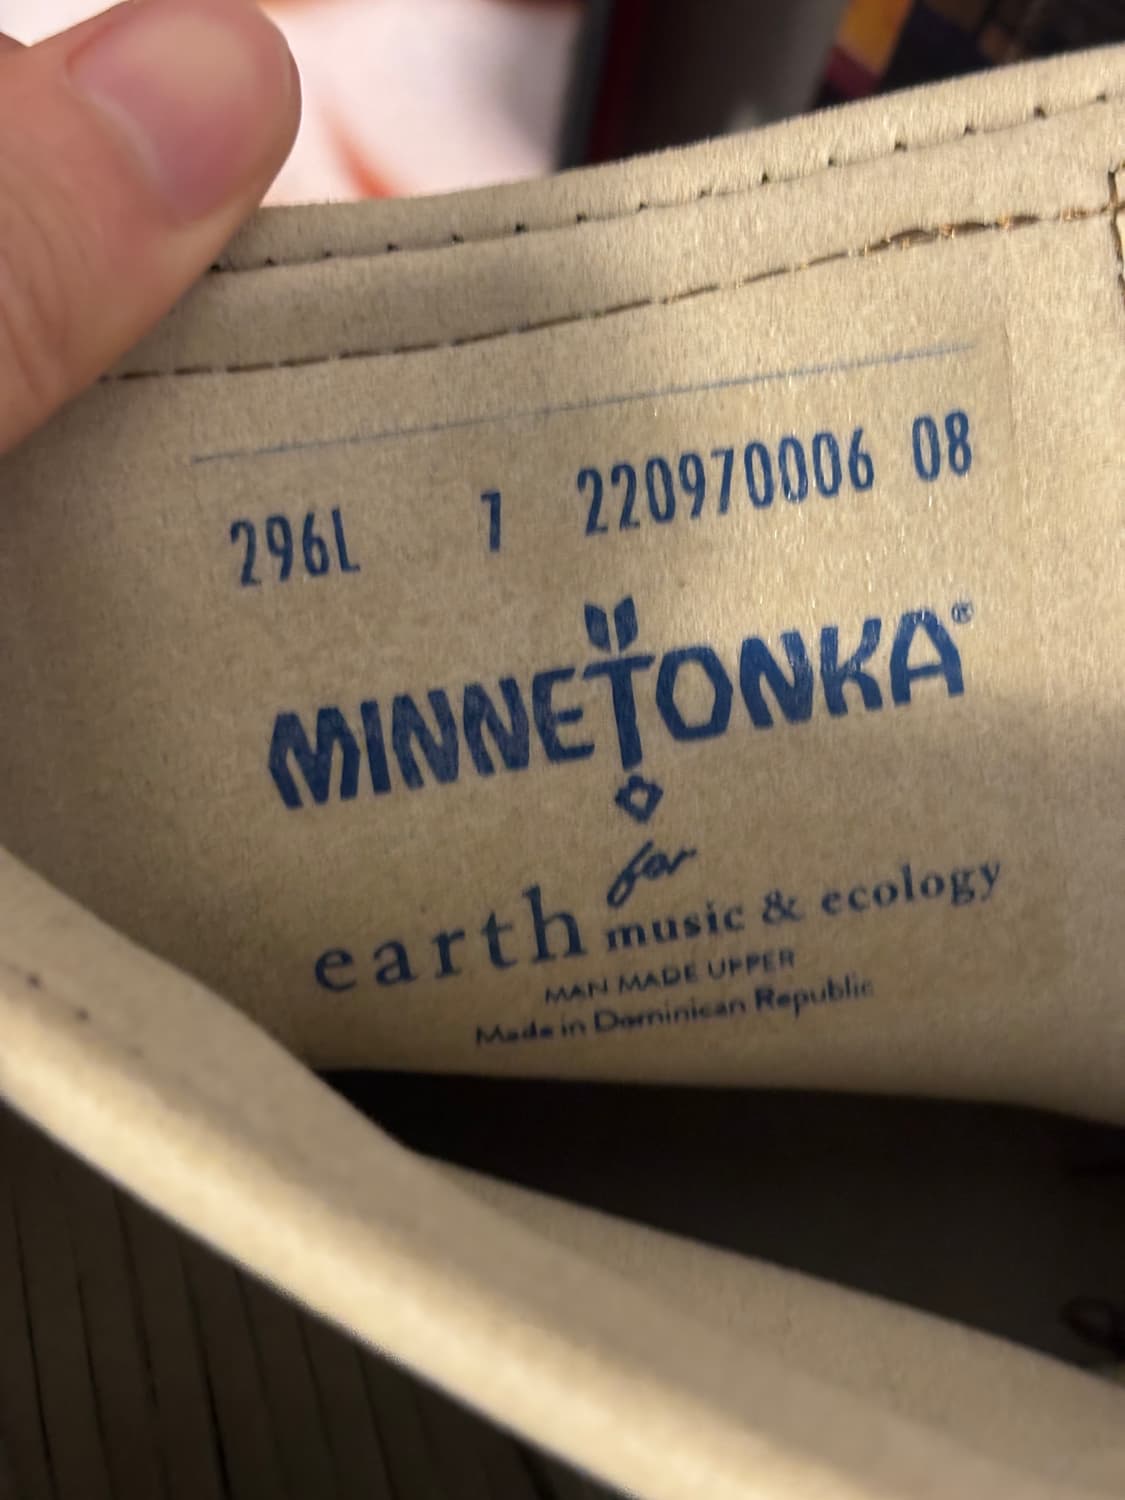 296L 7 220970006 08
MINNETONKA®
for
earth music & ecology
MAN MADE UPPER
Made in Dominican Republic